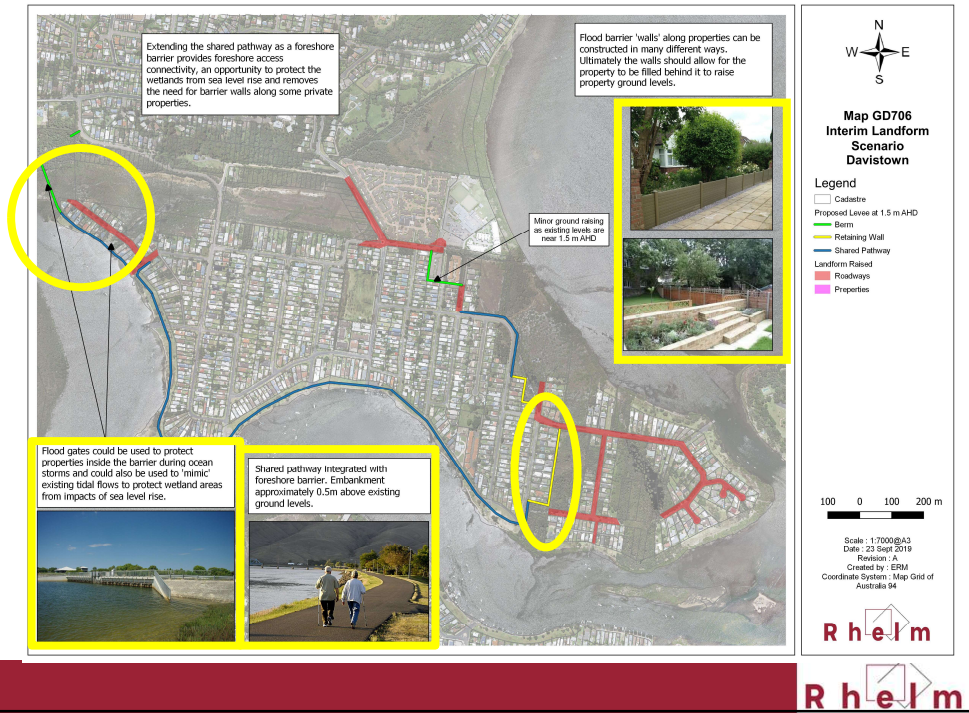 Extending the shared pathway as a foreshore
barrier provides foreshore access
connectivity, an opportunity to protect the
wetlands from sea level rise and removes
the need for barrier walls along some private
properties.
Flood barrier 'walls' along properties can be
constructed in many different ways.
Ultimately the walls should allow for the
property to be filled behind it to raise
property ground levels.
Minor ground raising
as existing levels are
near 1.5 m AHD
Flood gates could be used to protect
properties inside the barrier during ocean
storms and could also be used to 'mimic'
existing tidal flows to protect wetland areas
from impacts of sea level rise.
Shared pathway integrated with
foreshore barrier. Embankment
approximately 0.5m above existing
ground levels.
N
W E
S
Map GD706
Interim Landform
Scenario
Davistown
Legend
Cadastre
Proposed Levee at 1.5 m AHD
Berm
Retaining Wall
Shared Pathway
Landform Raised
Roadways
Preperties
100 0 100 200 m
Scale : 1:7000@A3
Date : 23 Sept 2019
Revision : A
Created by : ERM
Coordinate System : Map Grid of
Australia 94
Rhelm
Rhelm